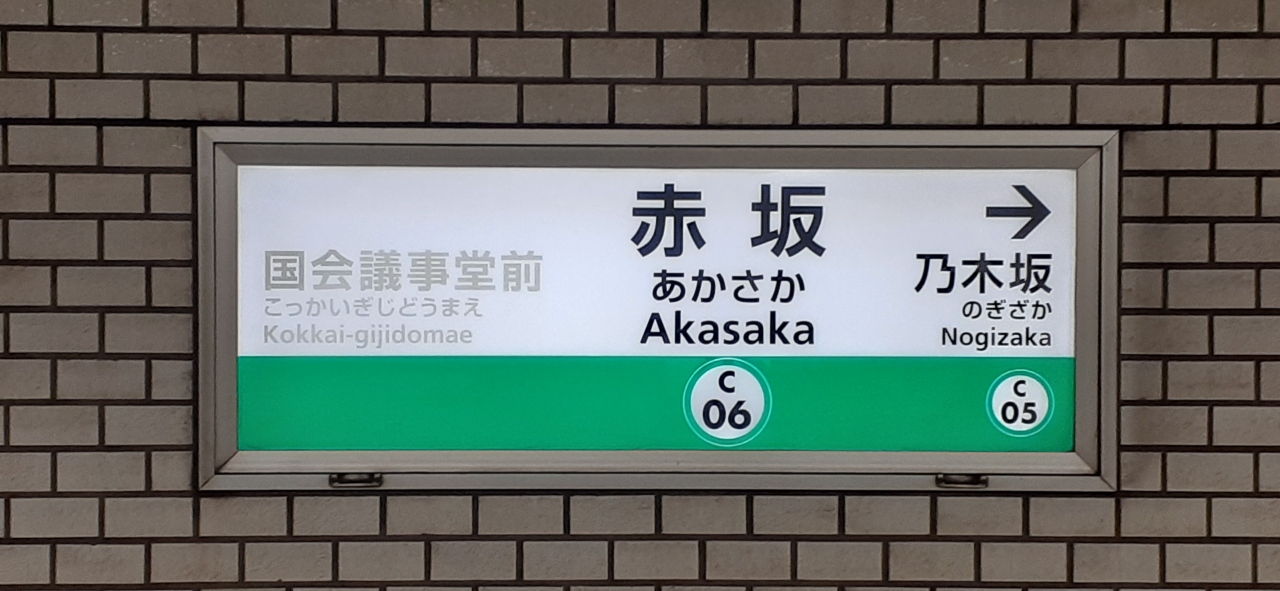 国会議事堂前
こっかいぎじどうまえ
Kokkai-gijidomae
赤坂
あかさか
Akasaka
C
06
→
乃木坂
のぎざか
Nogizaka
C
05